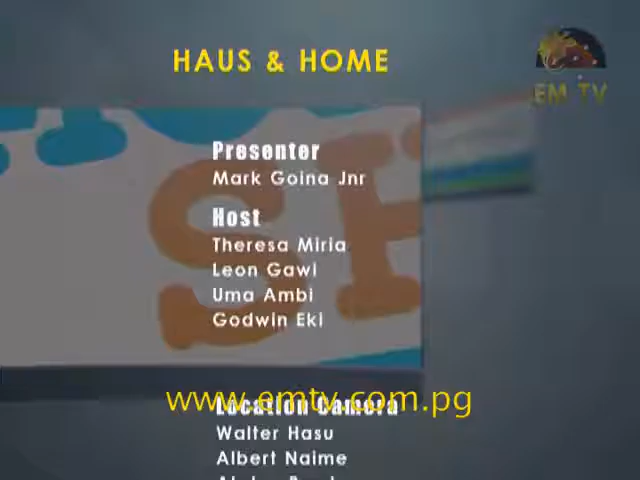 HAUS & HOME
EM TV
Presenter
Mark Goina Jnr
Host
Theresa Miria
Leon Gawi
Uma Ambi
Godwin Eki
www.emtv.com.pg
Location Camera
Walter Hasu
Albert Naime